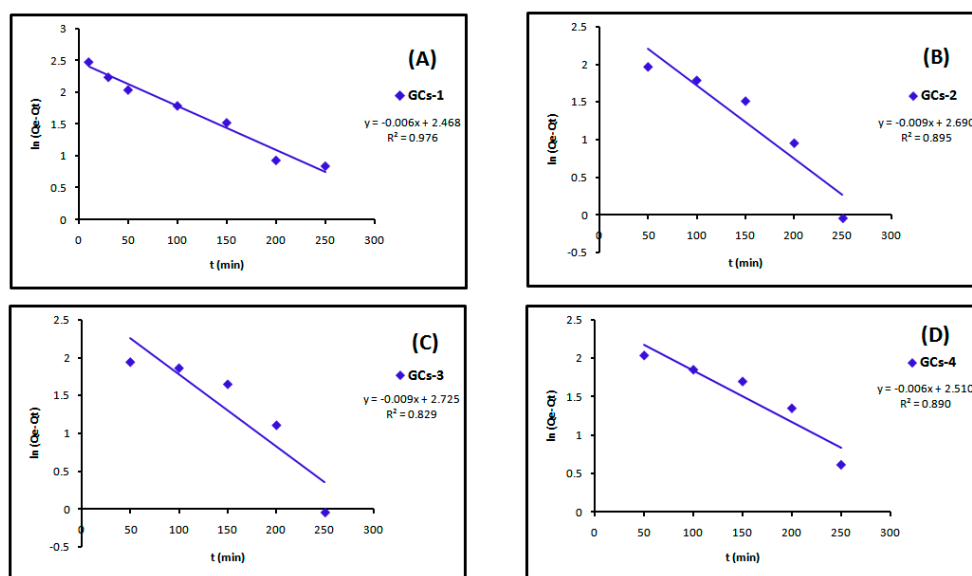 (A)
GCs-1
y = -0.006x + 2.468
R² = 0.976
ln (Qe-Qt)
3
2.5
2
1.5
1
0.5
0
0 50 100 150 200 250 300
t (min)
(B)
GCs-2
y = -0.009x + 2.690
R² = 0.895
ln (Qe-Qt)
2.5
2
1.5
1
0.5
0
-0.5
0 50 100 150 200 250 300
t (min)
(C)
GCs-3
y = -0.009x + 2.725
R² = 0.829
ln (Qe-Qt)
2.5
2
1.5
1
0.5
0
-0.5
0 50 100 150 200 250 300
t (min)
(D)
GCs-4
y = -0.006x + 2.510
R² = 0.890
ln (Qe-Qt)
2.5
2
1.5
1
0.5
0
-0.5
0 50 100 150 200 250 300
t (min)